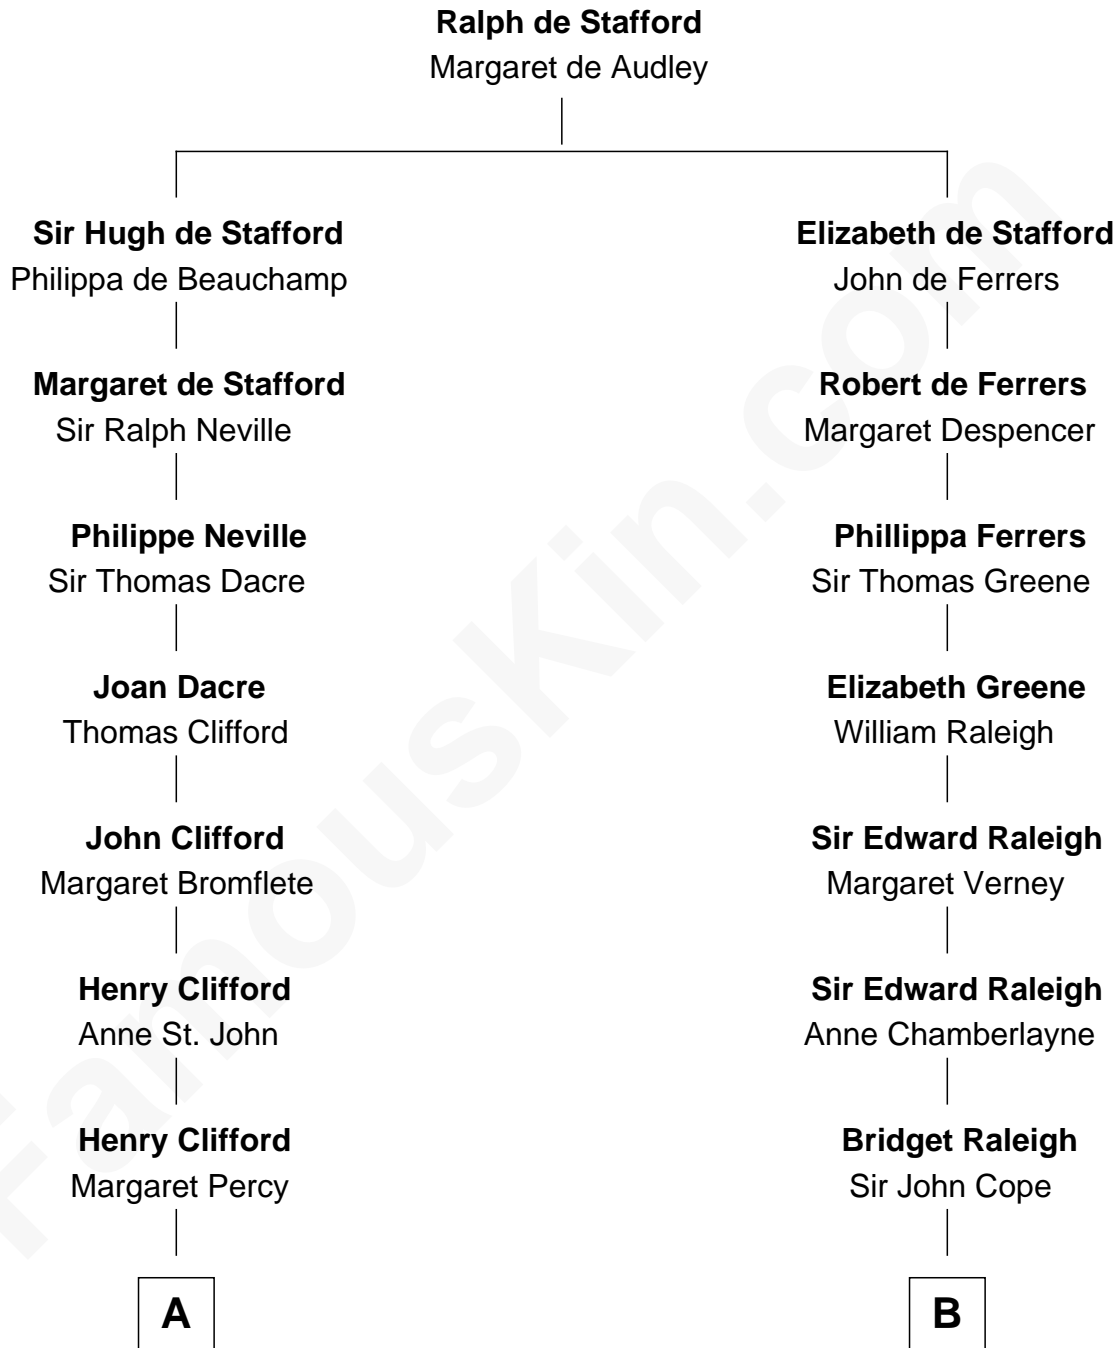 Ralph de Stafford
Margaret de Audley
Sir Hugh de Stafford
Philippa de Beauchamp
Elizabeth de Stafford
John de Ferrers
Margaret de Stafford
Sir Ralph Neville
Robert de Ferrers
Margaret Despencer
Philippe Neville
Sir Thomas Dacre
Phillippa Ferrers
Sir Thomas Greene
Joan Dacre
Thomas Clifford
Elizabeth Greene
William Raleigh
John Clifford
Margaret Bromflete
Sir Edward Raleigh
Margaret Verney
Henry Clifford
Anne St. John
Sir Edward Raleigh
Anne Chamberlayne
Henry Clifford
Margaret Percy
Bridget Raleigh
Sir John Cope
A
B
FamousKin.com